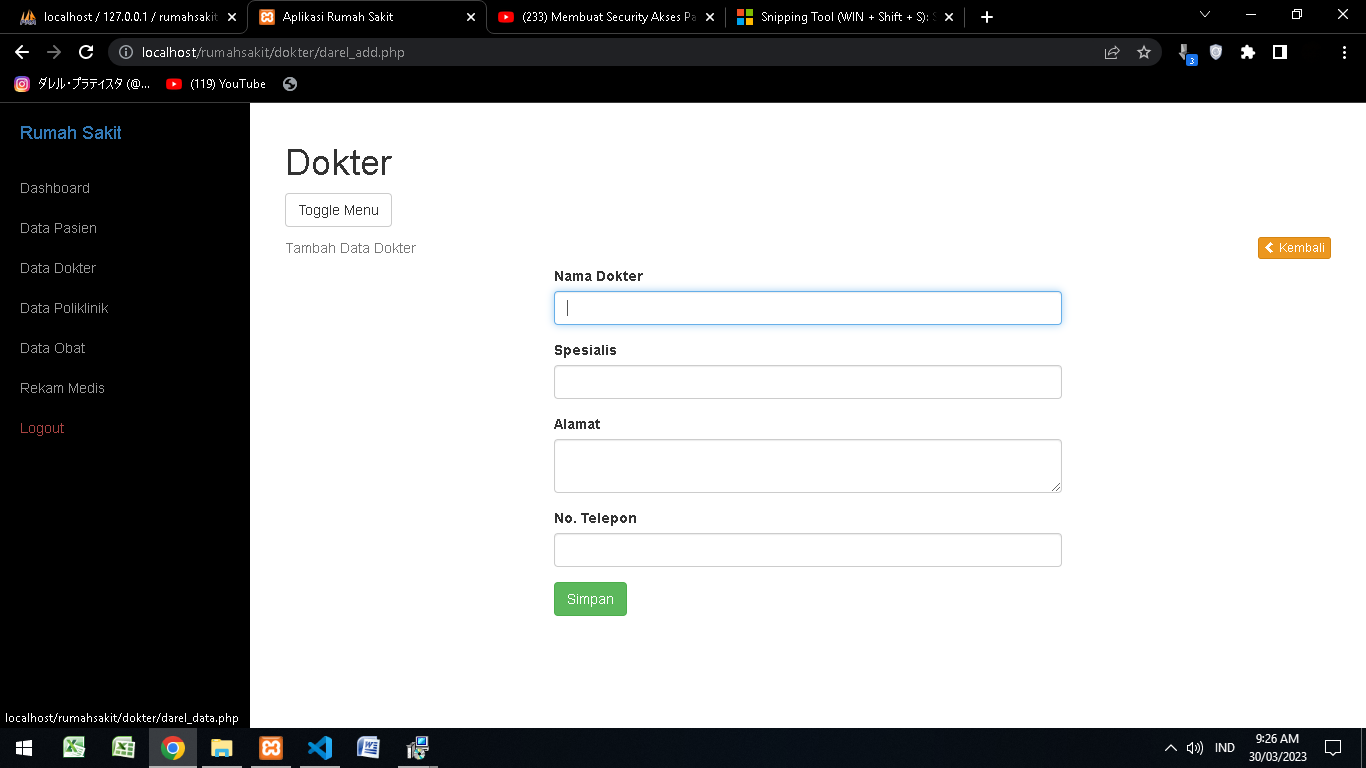 localhost / 127.0.0.1 / rumahsakit
Aplikasi Rumah Sakit
(233) Membuat Security Akses Pa
Snipping Tool (WIN + Shift + S):
localhost/rumahsakit/dokter/darel_add.php
3
ダレル・プラティスタ (@...
(119) YouTube
Rumah Sakit
Dashboard
Data Pasien
Data Dokter
Data Poliklinik
Data Obat
Rekam Medis
Logout
Dokter
Toggle Menu
Tambah Data Dokter
Kembali
Nama Dokter
Spesialis
Alamat
No. Telepon
Simpan
localhost/rumahsakit/dokter/darel_data.php
IND
9:26 AM
30/03/2023